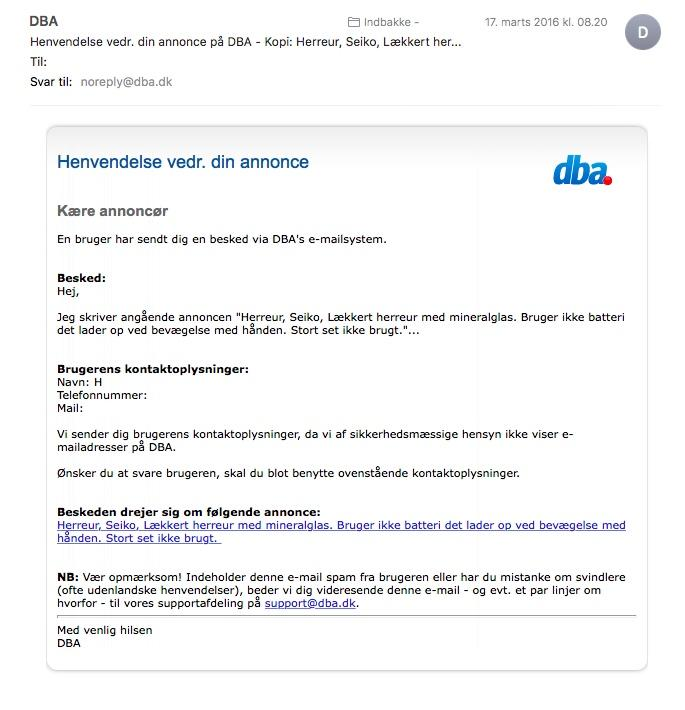 DBA
Indbakke -
17. marts 2016 kl. 08.20
D
Henvendelse vedr. din annonce på DBA - Kopi: Herreur, Seiko, Lækkert her...
Til:
Svar til: noreply@dba.dk
Henvendelse vedr. din annonce
dba.
Kære annoncør
En bruger har sendt dig en besked via DBA's e-mailsystem.
Besked:
Hej,
Jeg skriver angående annoncen "Herreur, Seiko, Lækkert herreur med mineralglas. Bruger ikke batteri
det lader op ved bevægelse med hånden. Stort set ikke brugt."...
Brugerens kontaktoplysninger:
Navn: H
Telefonnummer:
Mail:
Vi sender dig brugerens kontaktoplysninger, da vi af sikkerhedsmæssige hensyn ikke viser e-
mailadresser på DBA.
Ønsker du at svare brugeren, skal du blot benytte ovenstående kontaktoplysninger.
Beskeden drejer sig om følgende annonce:
Herreur, Seiko, Lækkert herreur med mineralglas. Bruger ikke batteri det lader op ved bevægelse med
hånden. Stort set ikke brugt.
NB: Vær opmærksom! Indeholder denne e-mail spam fra brugeren eller har du mistanke om svindlere
(ofte udenlandske henvendelser), beder vi dig videresende denne e-mail - og evt. et par linjer om
hvorfor - til vores supportafdeling på support@dba.dk.
Med venlig hilsen
DBA